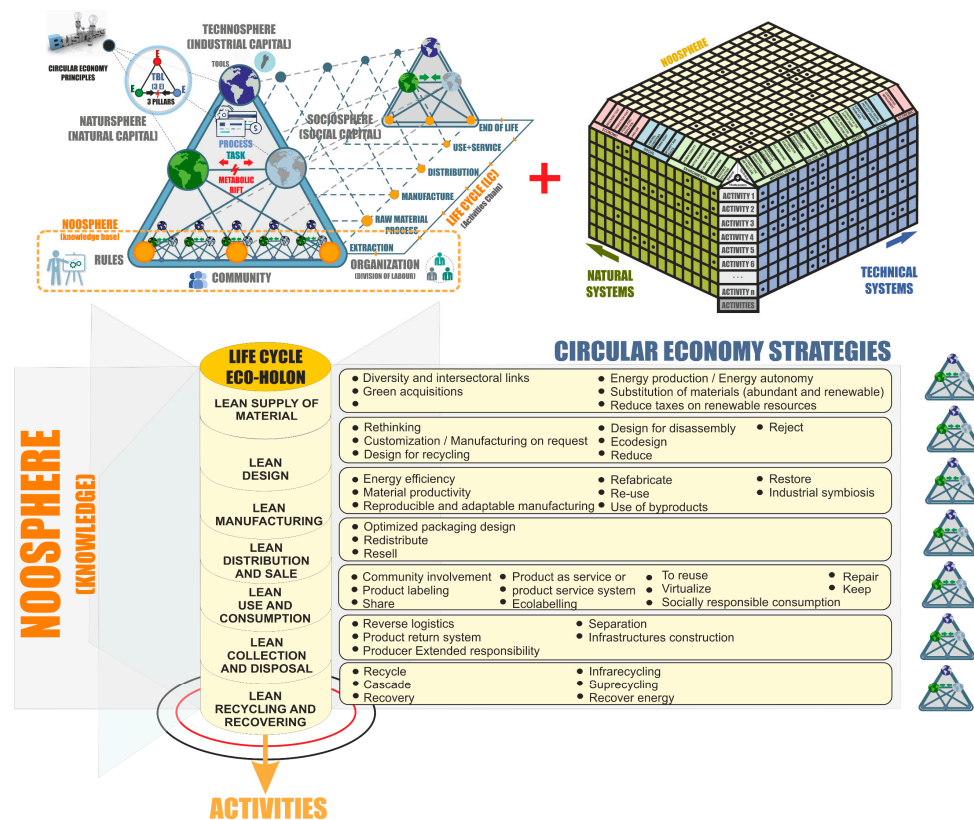 BUSINESS
CIRCULAR ECONOMY
PRINCIPLES
E
TBL
(3 E)
E
E
3 PILLARS
TECHNOSPHERE
(INDUSTRIAL CAPITAL)
TOOLS
NATURSPHERE
(NATURAL CAPITAL)
SOCIOSPHERE
(SOCIAL CAPITAL)
PROCESS
TASK
METABOLIC
RIFT
END OF LIFE
USE+SERVICE
DISTRIBUTION
MANUFACTURE
RAW MATERIAL
PROCESS
EXTRACTION
LIFE CYCLE (LC)
(Activities Chain)
NOOSPHERE
(knowledge base)
RULES
COMMUNITY
ORGANIZATION
(DIVISION OF LABOUR)
+
NOOSPHERE
ACTIVITY 1
ACTIVITY 2
ACTIVITY 3
ACTIVITY 4
ACTIVITY 5
ACTIVITY 6
...
ACTIVITY n
ACTIVITIES
NATURAL
SYSTEMS
TECHNICAL
SYSTEMS
CIRCULAR ECONOMY STRATEGIES
NOOSPHERE
(KNOWLEDGE)
LIFE CYCLE
ECO-HOLON
LEAN SUPPLY OF
MATERIAL
• Diversity and intersectoral links
• Green acquisitions
•
• Energy production / Energy autonomy
• Substitution of materials (abundant and renewable)
• Reduce taxes on renewable resources
LEAN
DESIGN
• Rethinking
• Customization / Manufacturing on request
• Design for recycling
• Design for disassembly
• Ecodesign
• Reduce
• Reject
LEAN
MANUFACTURING
• Energy efficiency
• Material productivity
• Reproducible and adaptable manufacturing
• Refabricate
• Re-use
• Use of byproducts
• Restore
• Industrial symbiosis
LEAN
DISTRIBUTION
AND SALE
• Optimized packaging design
• Redistribute
• Resell
LEAN
USE AND
CONSUMPTION
• Community involvement
• Product labeling
• Share
• Product as service or
• product service system
• Ecolabelling
• To reuse
• Virtualize
• Socially responsible consumption
• Repair
• Keep
LEAN
COLLECTION
AND DISPOSAL
• Reverse logistics
• Product return system
• Producer Extended responsibility
• Separation
• Infrastructures construction
LEAN
RECYCLING AND
RECOVERING
• Recycle
• Cascade
• Recovery
• Infrarecycling
• Suprecycling
• Recover energy
ACTIVITIES